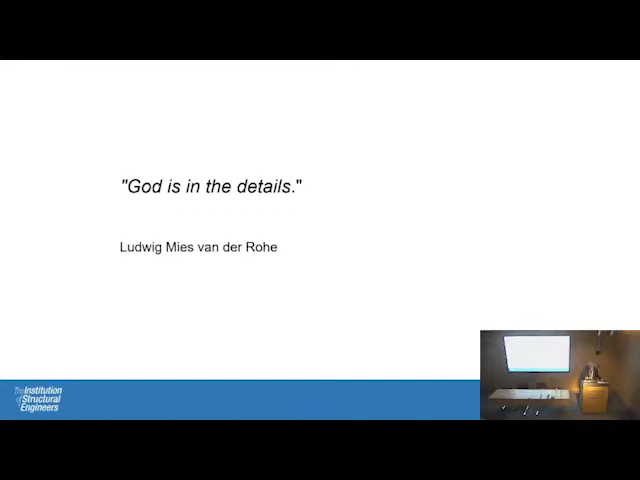 "God is in the details."
Ludwig Mies van der Rohe
The Institution
of Structural
Engineers